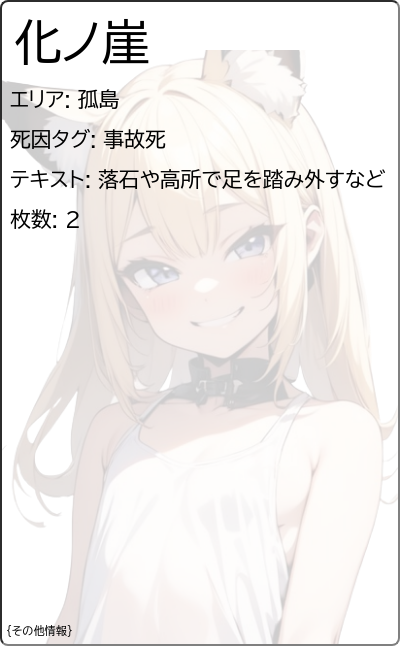 化ノ崖
エリア: 孤島
死因タグ: 事故死
テキスト: 落石や高所で足を踏み外すなど
枚数: 2
{その他情報}